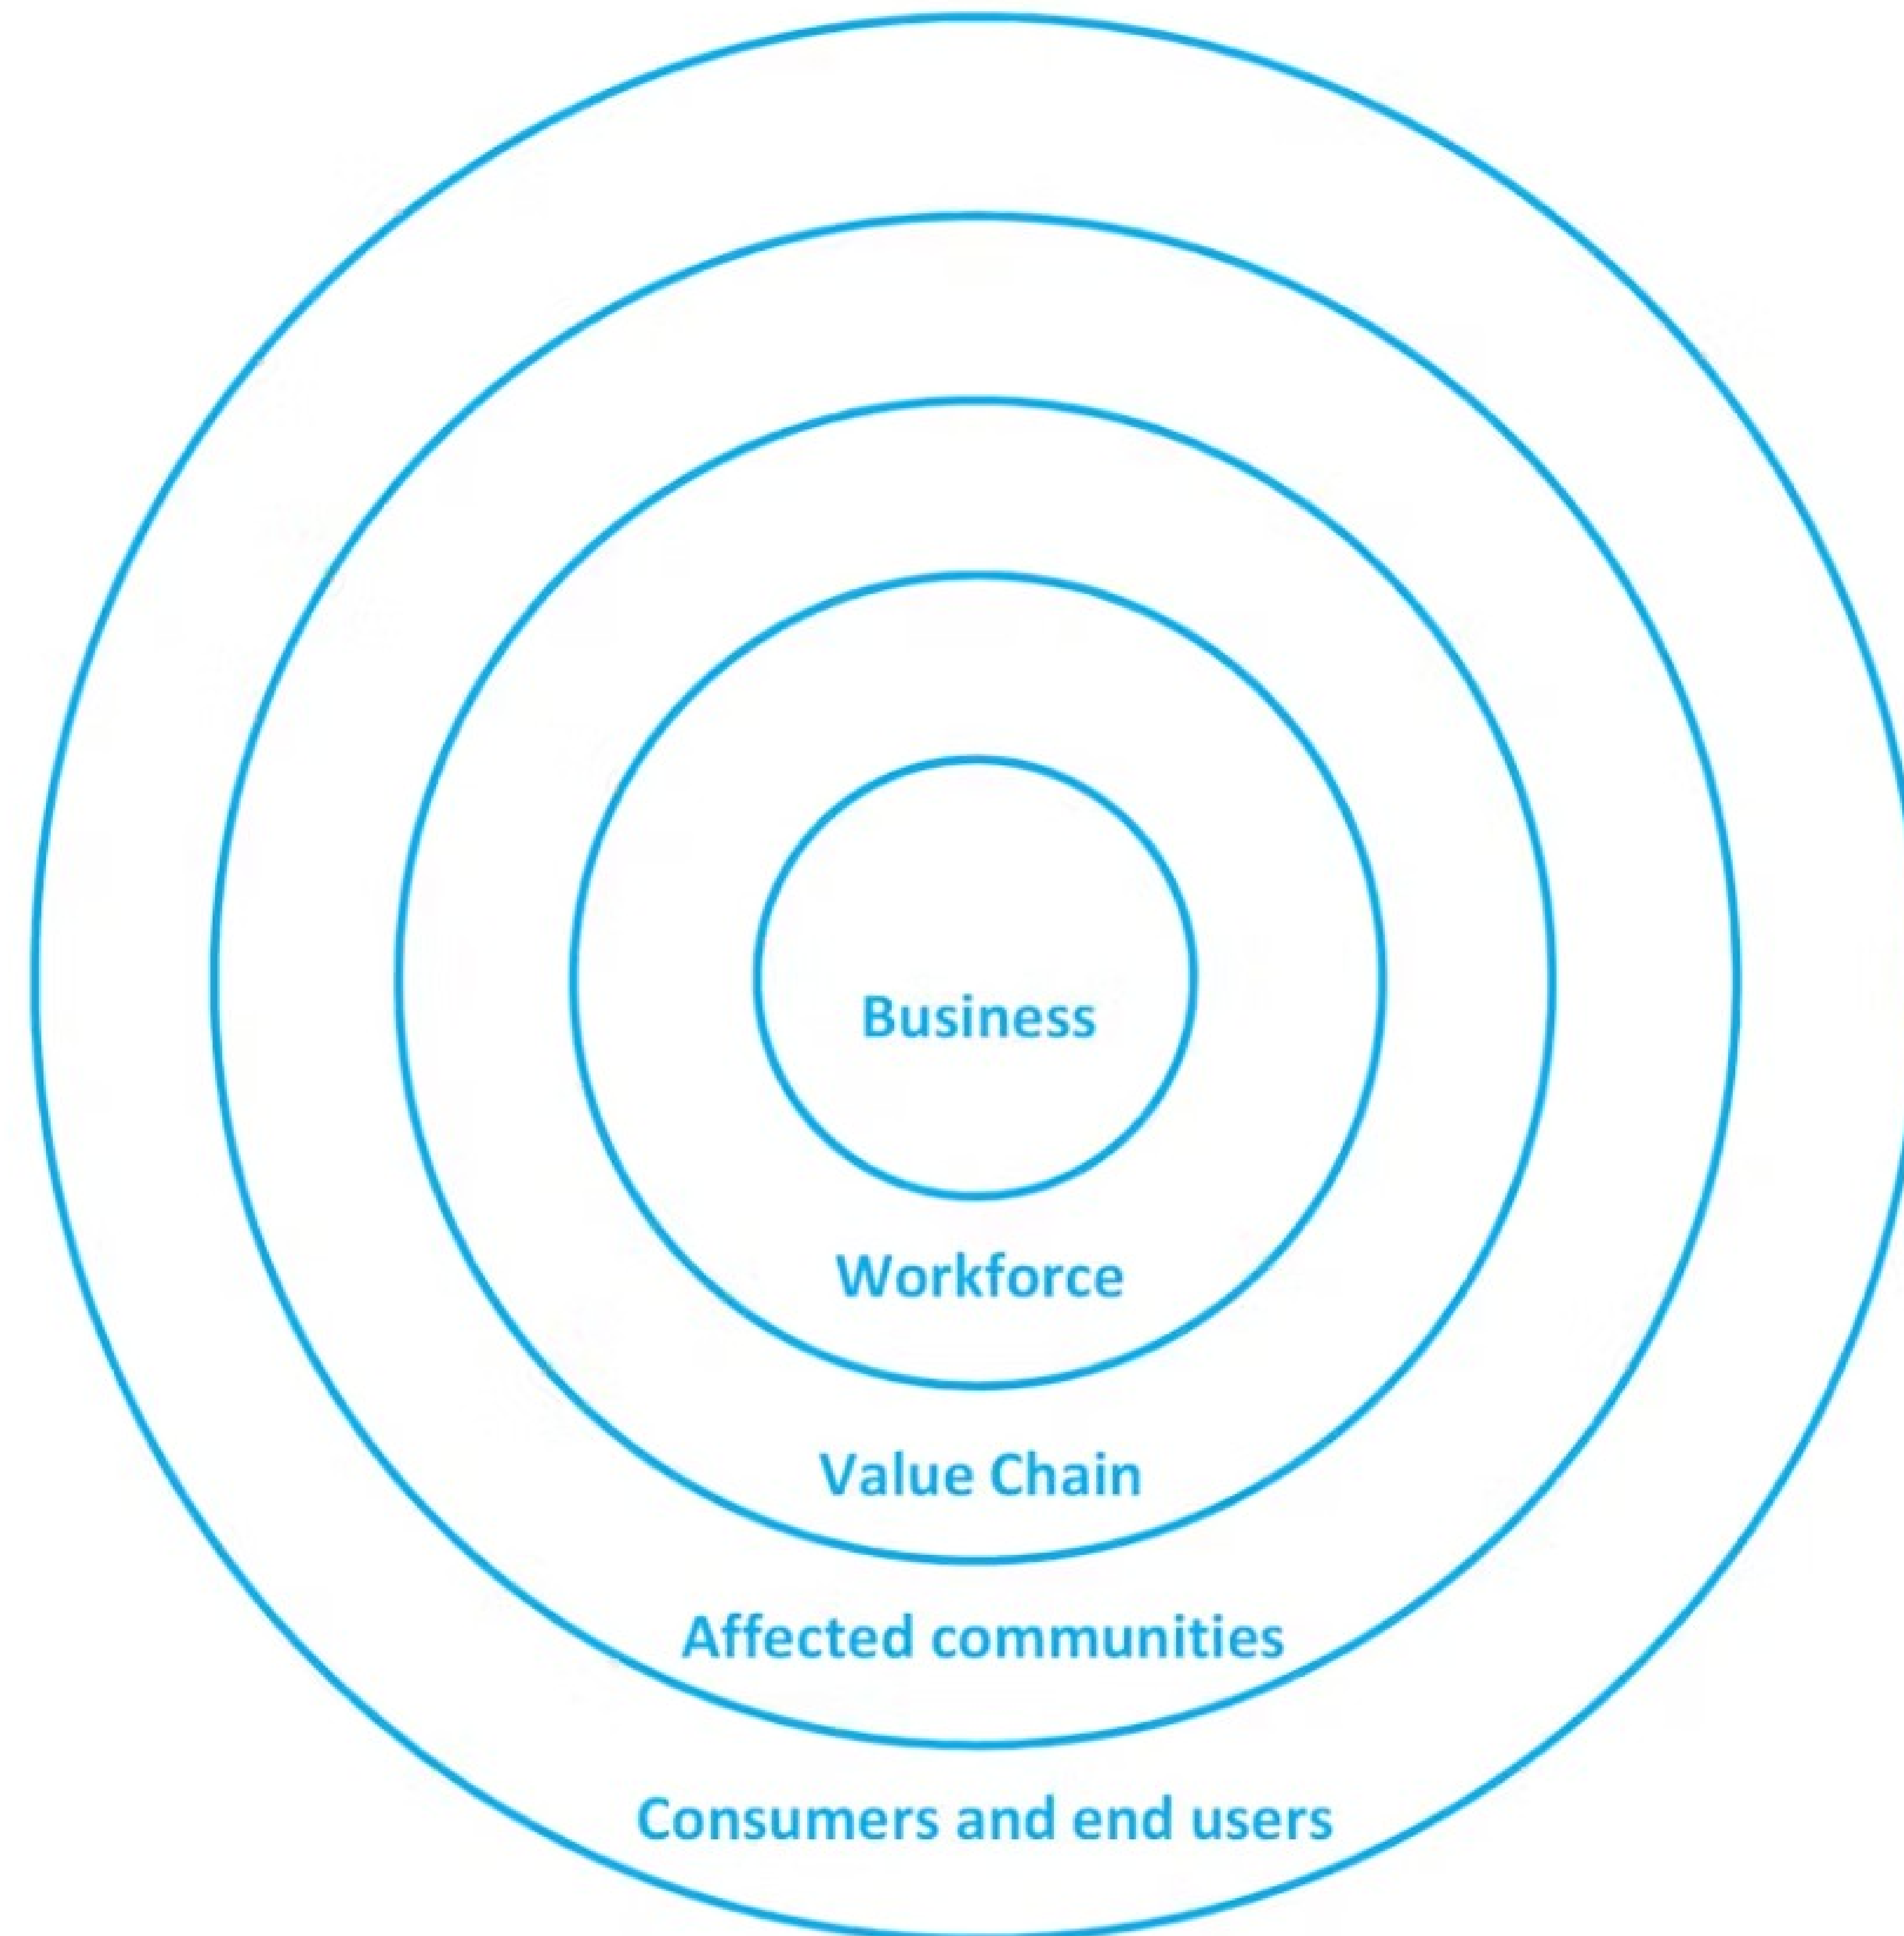 Business
Workforce
Value Chain
Affected communities
Consumers and end users